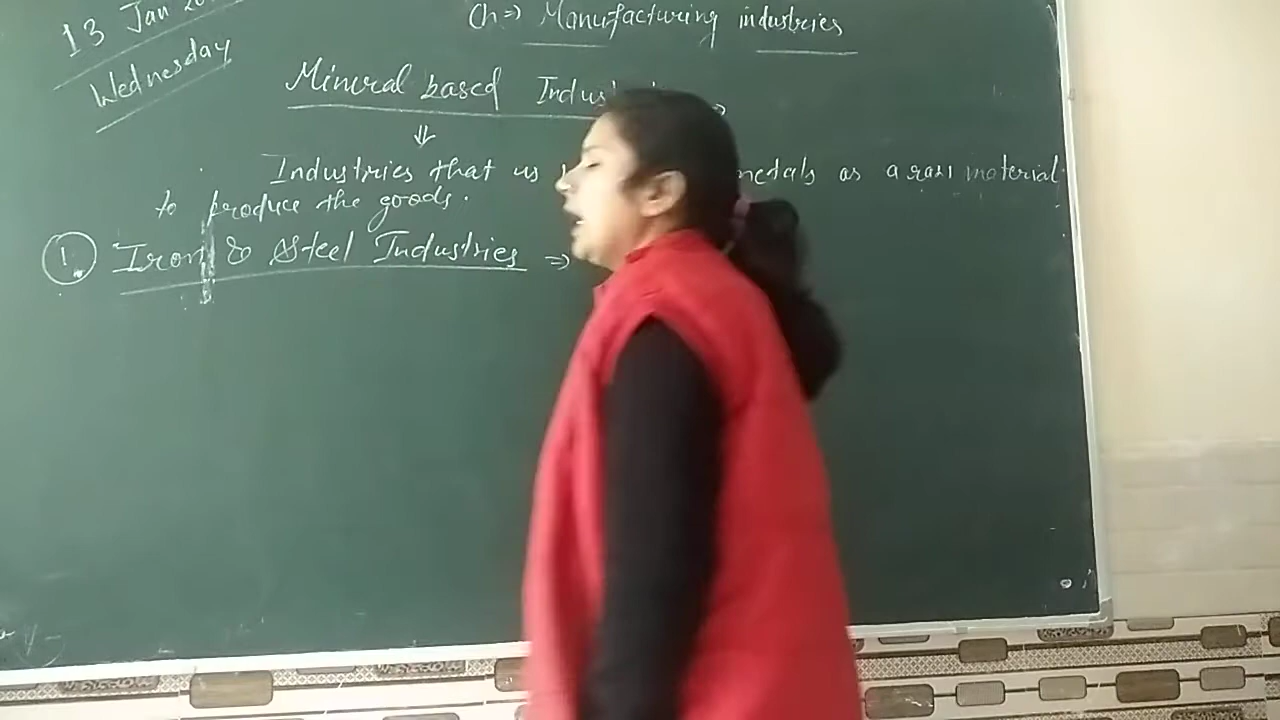 13 Jan
Wednesday
Ch => Manufacturing industries
Mineral based Indus
Industries that us metals as a raw material
to produce the goods.
1. Iron & Steel Industries =>